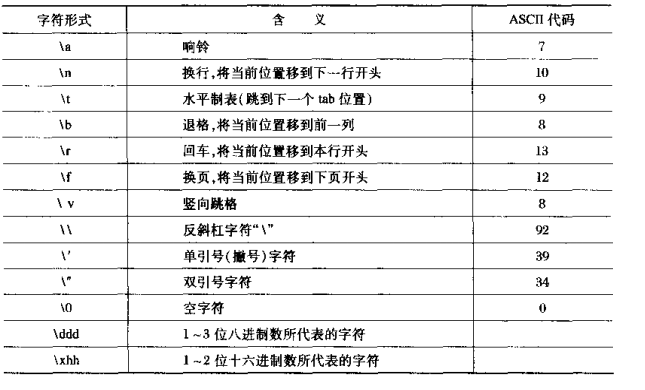 字符形式 含 义 ASCII 代码
\a 响铃 7
\n 换行,将当前位置移到下一行开头 10
\t 水平制表(跳到下一个 tab 位置) 9
\b 退格,将当前位置移到前一列 8
\r 回车,将当前位置移到本行开头 13
\f 换页,将当前位置移到下页开头 12
\ v 竖向跳格 8
\\ 反斜杠字符“\” 92
\' 单引号(撇号)字符 39
\" 双引号字符 34
\0 空字符 0
\ddd 1~3 位八进制数所代表的字符
\xhh 1~2 位十六进制数所代表的字符